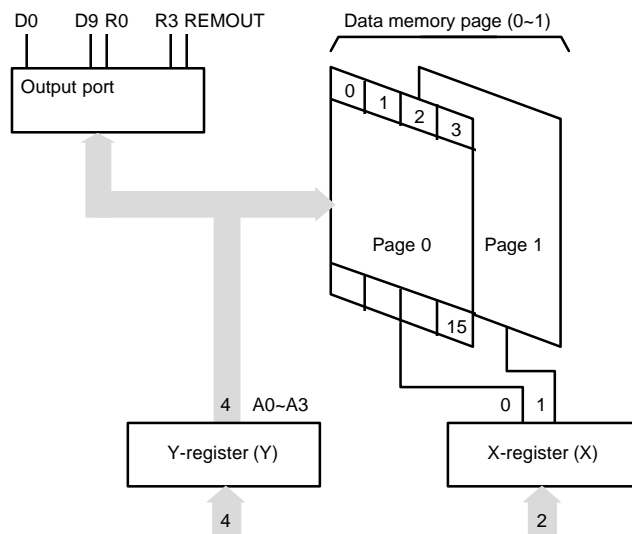 D0 D9 R0 R3 REMOUT
Data memory page (0~1)
Output port
0 1 2 3
Page 0 Page 1
15
4 A0~A3
0 1
Y-register (Y)
X-register (X)
4
2